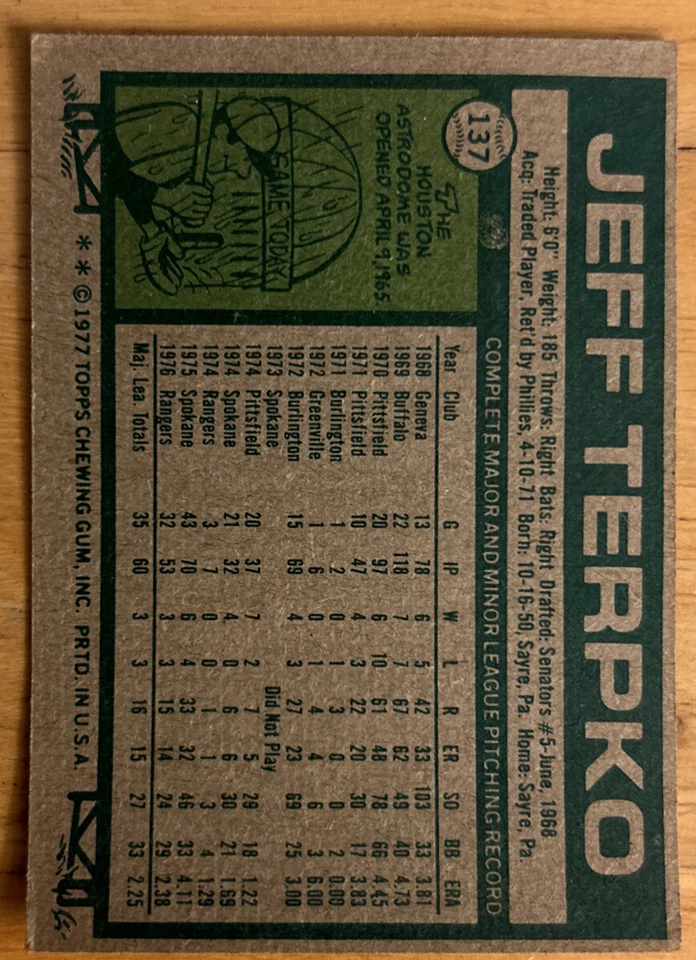 JEFF TERPKO
137
Height: 6'0" Weight: 185 Throws: Right Bats: Right Drafted: Senators #5-June, 1968
Acq: Traded Player, Ret'd by Phillies, 4-10-71 Born: 10-16-50, Sayre, Pa. Home: Sayre, Pa.
COMPLETE MAJOR AND MINOR LEAGUE PITCHING RECORD
THE
HOUSTON
ASTRODOME WAS
OPENED APRIL 9, 1965.
GAME TODAY
Year Club G IP W L R ER SO BB ERA
1968 Geneva 13 78 6 5 42 33 103 33 3.81
1969 Buffalo 22 118 7 7 67 62 49 40 4.73
1970 Pittsfield 20 97 6 10 61 48 78 66 4.45
1971 Pittsfield 10 47 4 3 22 20 30 17 3.83
1971 Burlington 1 2 0 1 3 0 0 2 0.00
1972 Greenville 1 6 0 1 4 4 6 3 6.00
1972 Burlington 15 69 4 3 27 23 69 25 3.00
1973 Spokane Did Not Play
1974 Pittsfield 20 37 7 2 7 5 29 18 1.22
1974 Spokane 21 32 4 0 6 6 30 21 1.69
1974 Rangers 3 7 0 0 1 1 3 4 1.29
1975 Spokane 43 70 6 4 33 32 46 33 4.11
1976 Rangers 32 53 3 3 15 14 24 29 2.38
Maj. Lea. Totals 35 60 3 3 16 15 27 33 2.25
* * © 1977 TOPPS CHEWING GUM, INC. PRTD. IN U.S.A.